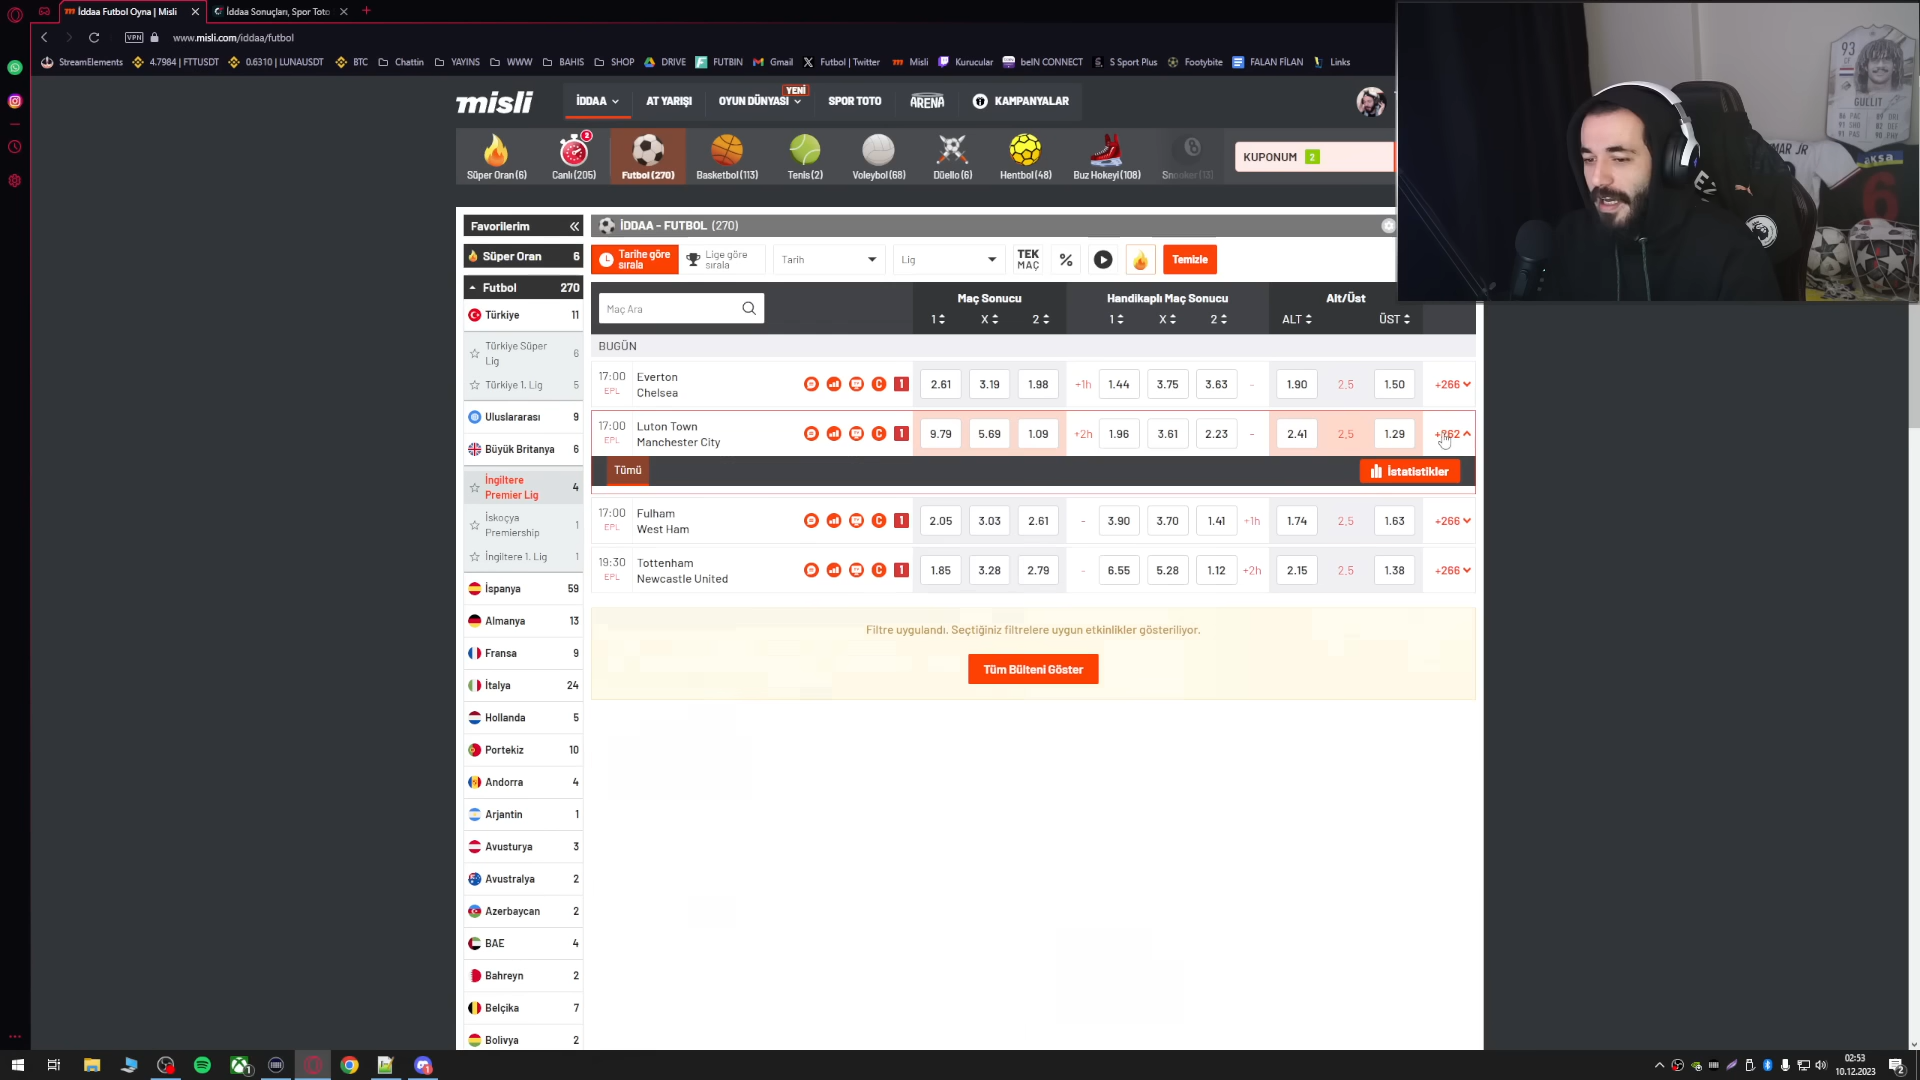 İddaa Futbol Oyna | Misli
İddaa Sonuçları, Spor Toto
VPN
www.misli.com/iddaa/futbol
StreamElements
4.7984 | FTTUSDT
0.6310 | LUNAUSDT
BTC
Chattin
YAYINS
WWW
BAHIS
SHOP
DRIVE
FUTBIN
Gmail
Futbol | Twitter
Misli
Kurucular
beIN CONNECT
S Sport Plus
Footybite
FALAN FİLAN
Links
misli
İDDAA
AT YARIŞI
OYUN DÜNYASI
YENİ
SPOR TOTO
ARENA
KAMPANYALAR
Süper Oran (6)
2
Canlı (205)
Futbol (270)
Basketbol (113)
Tenis (2)
Voleybol (68)
Düello (6)
Hentbol (48)
Buz Hokeyi (108)
Snooker (13)
KUPONUM 2
Favorilerim
Süper Oran 6
Futbol 270
Türkiye 11
Türkiye Süper
Lig 6
Türkiye 1. Lig 5
Uluslararası 9
Büyük Britanya 6
İngiltere
Premier Lig 4
İskoçya
Premiership 1
İngiltere 1. Lig 1
İspanya 59
Almanya 13
Fransa 9
İtalya 24
Hollanda 5
Portekiz 10
Andorra 4
Arjantin 1
Avusturya 3
Avustralya 2
Azerbaycan 2
BAE 4
Bahreyn 2
Belçika 7
Bolivya 2
İDDAA - FUTBOL (270)
Tarihe göre
sırala
Lige göre
sırala
Tarih
Lig
TEK
MAÇ
%
Temizle
Maç Ara
Maç Sonucu
Handikaplı Maç Sonucu
Alt/Üst
1 X 2 1 X 2 ALT ÜST
BUGÜN
17:00 EPL Everton
Chelsea
C 1 2.61 3.19 1.98 +1h 1.44 3.75 3.63 - 1.90 2.5 1.50 +266
17:00 EPL Luton Town
Manchester City
C 1 9.79 5.69 1.09 +2h 1.96 3.61 2.23 - 2.41 2.5 1.29
Tümü
İstatistikler
17:00 EPL Fulham
West Ham
C 1 2.05 3.03 2.61 - 3.90 3.70 1.41 +1h 1.74 2.5 1.63 +266
19:30 EPL Tottenham
Newcastle United
C 1 1.85 3.28 2.79 - 6.55 5.28 1.12 +2h 2.15 2.5 1.38 +266
Filtre uygulandı. Seçtiğiniz filtrelere uygun etkinlikler gösteriliyor.
Tüm Bülteni Göster
93
GULLIT
MAR JR
aksa
6
02:53
10.12.2023